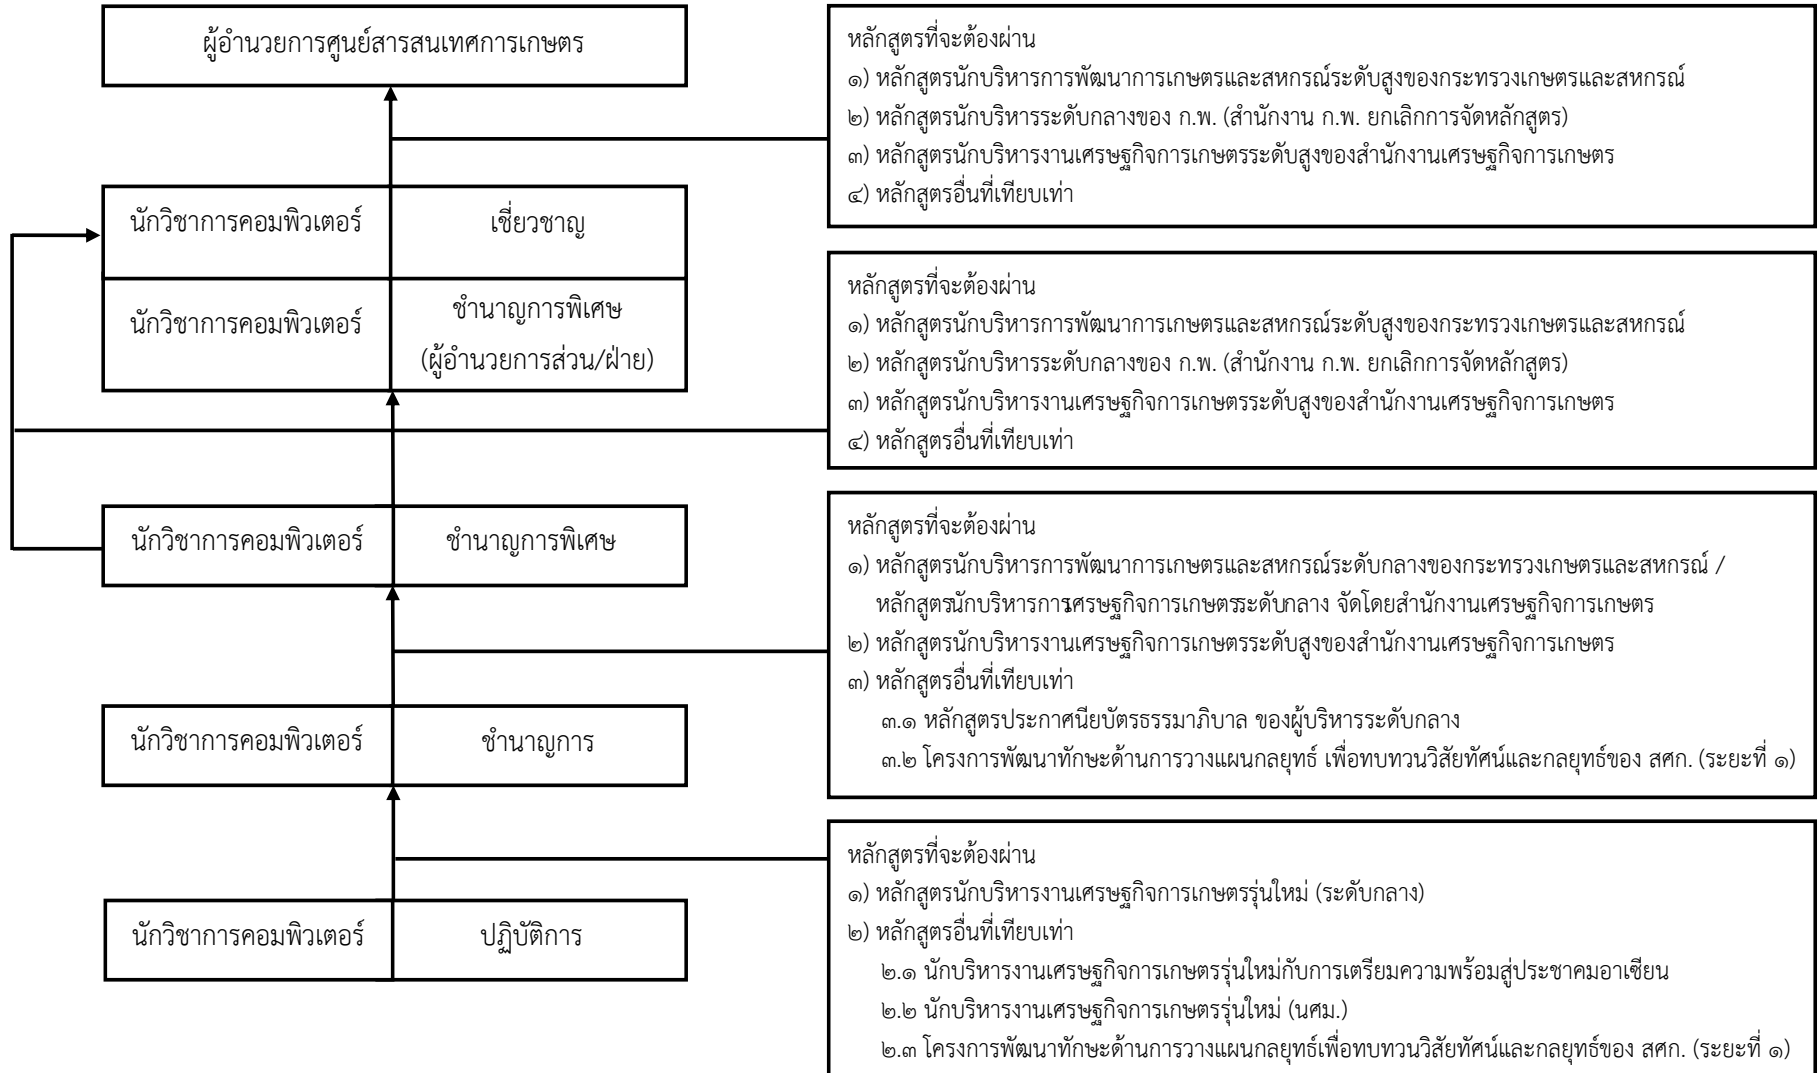 ผู้อำนวยการศูนย์สารสนเทศการเกษตร
หลักสูตรที่จะต้องผ่าน
๑) หลักสูตรนักบริหารการพัฒนาการเกษตรและสหกรณ์ระดับสูงของกระทรวงเกษตรและสหกรณ์
๒) หลักสูตรนักบริหารระดับกลางของ ก.พ. (สำนักงาน ก.พ. ยกเลิกการจัดหลักสูตร)
๓) หลักสูตรนักบริหารงานเศรษฐกิจการเกษตรระดับสูงของสำนักงานเศรษฐกิจการเกษตร
๔) หลักสูตรอื่นที่เทียบเท่า
นักวิชาการคอมพิวเตอร์ เชี่ยวชาญ
นักวิชาการคอมพิวเตอร์ ชำนาญการพิเศษ
(ผู้อำนวยการส่วน/ฝ่าย)
หลักสูตรที่จะต้องผ่าน
๑) หลักสูตรนักบริหารการพัฒนาการเกษตรและสหกรณ์ระดับสูงของกระทรวงเกษตรและสหกรณ์
๒) หลักสูตรนักบริหารระดับกลางของ ก.พ. (สำนักงาน ก.พ. ยกเลิกการจัดหลักสูตร)
๓) หลักสูตรนักบริหารงานเศรษฐกิจการเกษตรระดับสูงของสำนักงานเศรษฐกิจการเกษตร
๔) หลักสูตรอื่นที่เทียบเท่า
นักวิชาการคอมพิวเตอร์ ชำนาญการพิเศษ
หลักสูตรที่จะต้องผ่าน
๑) หลักสูตรนักบริหารการพัฒนาการเกษตรและสหกรณ์ระดับกลางของกระทรวงเกษตรและสหกรณ์ /
หลักสูตรนักบริหารการเศรษฐกิจการเกษตรระดับกลาง จัดโดยสำนักงานเศรษฐกิจการเกษตร
๒) หลักสูตรนักบริหารงานเศรษฐกิจการเกษตรระดับสูงของสำนักงานเศรษฐกิจการเกษตร
๓) หลักสูตรอื่นที่เทียบเท่า
๓.๑ หลักสูตรประกาศนียบัตรธรรมาภิบาล ของผู้บริหารระดับกลาง
๓.๒ โครงการพัฒนาทักษะด้านการวางแผนกลยุทธ์ เพื่อทบทวนวิสัยทัศน์และกลยุทธ์ของ สศก. (ระยะที่ ๑)
นักวิชาการคอมพิวเตอร์ ชำนาญการ
หลักสูตรที่จะต้องผ่าน
๑) หลักสูตรนักบริหารงานเศรษฐกิจการเกษตรรุ่นใหม่ (ระดับกลาง)
๒) หลักสูตรอื่นที่เทียบเท่า
๒.๑ นักบริหารงานเศรษฐกิจการเกษตรรุ่นใหม่กับการเตรียมความพร้อมสู่ประชาคมอาเซียน
๒.๒ นักบริหารงานเศรษฐกิจการเกษตรรุ่นใหม่ (นศม.)
๒.๓ โครงการพัฒนาทักษะด้านการวางแผนกลยุทธ์เพื่อทบทวนวิสัยทัศน์และกลยุทธ์ของ สศก. (ระยะที่ ๑)
นักวิชาการคอมพิวเตอร์ ปฏิบัติการ